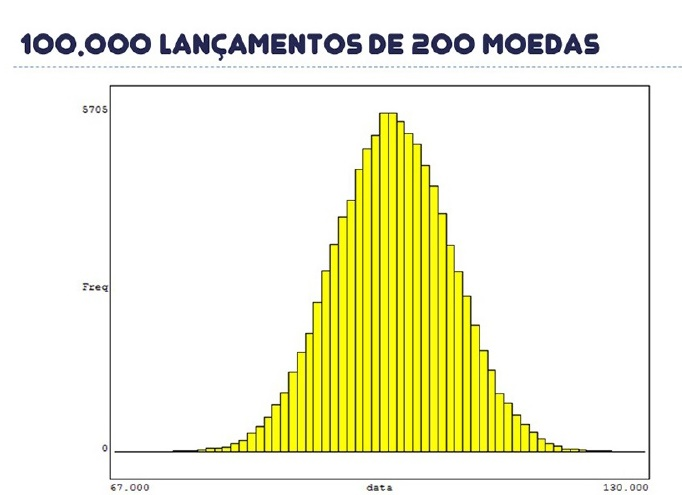 100.000 LANÇAMENTOS DE 200 MOEDAS
5705
Freq
0
67.000 data 130.000